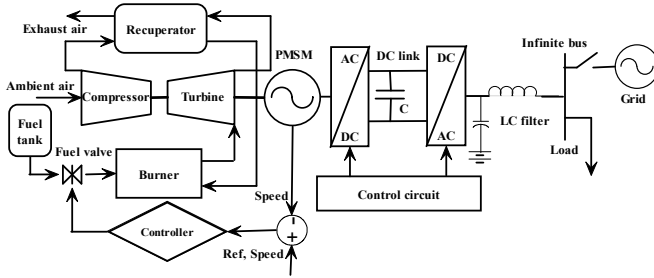 Exhaust air
Recuperator
PMSM
AC
DC link
DC
Infinite bus
Ambient air
Compressor
Turbine
C
Grid
Fuel
tank
DC
AC
LC filter
Fuel valve
Load
Burner
Speed
Control circuit
Controller
-
+
Ref, Speed